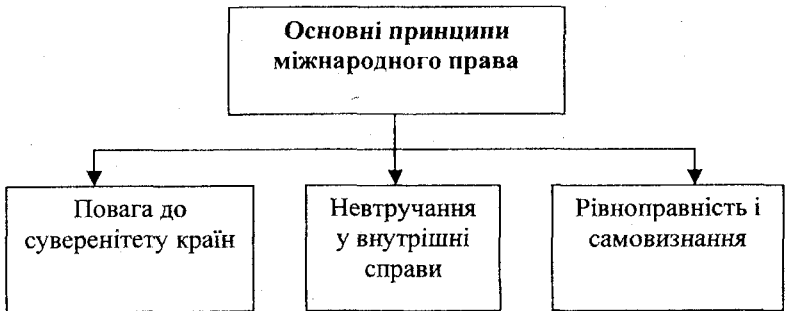 Основні принципи
міжнародного права
Повага до
суверенітету країн
Невтручання
у внутрішні
справи
Рівноправність і
самовизнання